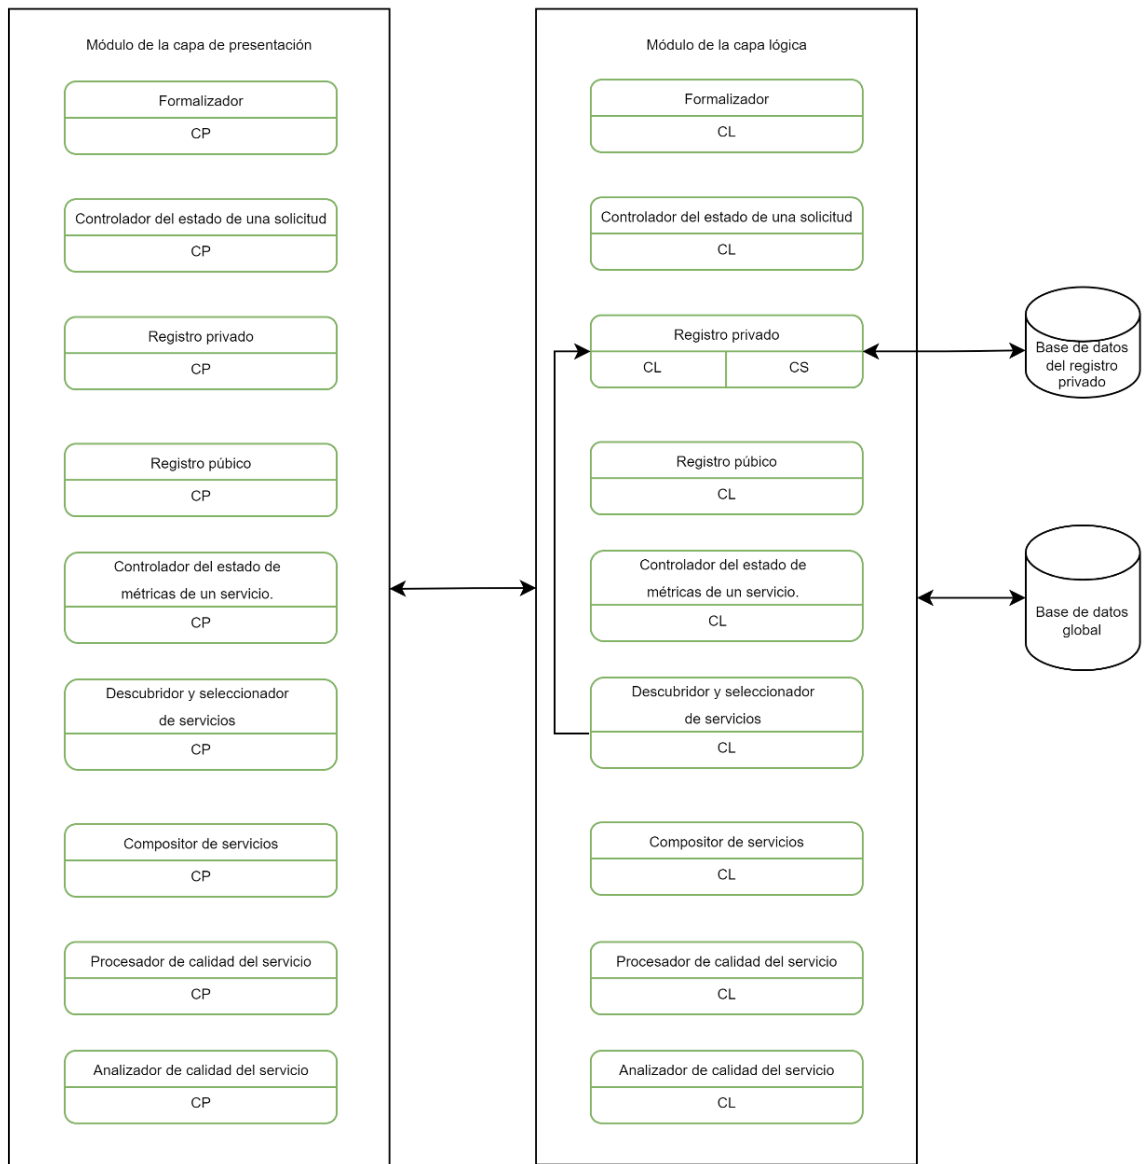 Módulo de la capa de presentación
Formalizador
CP
Controlador del estado de una solicitud
CP
Registro privado
CP
Registro púbico
CP
Controlador del estado de
métricas de un servicio.
CP
Descubridor y seleccionador
de servicios
CP
Compositor de servicios
CP
Procesador de calidad del servicio
CP
Analizador de calidad del servicio
CP
Módulo de la capa lógica
Formalizador
CL
Controlador del estado de una solicitud
CL
Registro privado
CL CS
Registro púbico
CL
Controlador del estado de
métricas de un servicio.
CL
Descubridor y seleccionador
de servicios
CL
Compositor de servicios
CL
Procesador de calidad del servicio
CL
Analizador de calidad del servicio
CL
Base de datos
del registro
privado
Base de datos
global